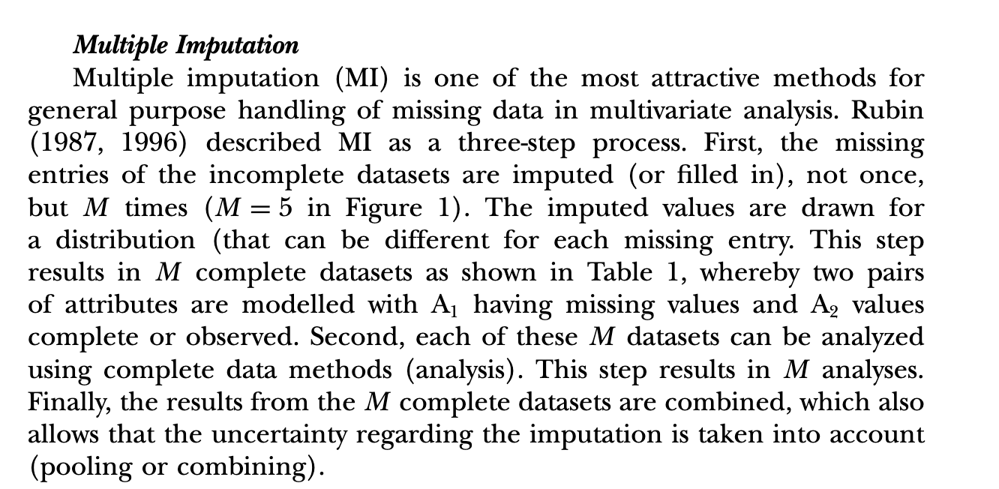 Multiple Imputation
Multiple imputation (MI) is one of the most attractive methods for
general purpose handling of missing data in multivariate analysis. Rubin
(1987, 1996) described MI as a three-step process. First, the missing
entries of the incomplete datasets are imputed (or filled in), not once,
but M times (M = 5 in Figure 1). The imputed values are drawn for
a distribution (that can be different for each missing entry. This step
results in M complete datasets as shown in Table 1, whereby two pairs
of attributes are modelled with A₁ having missing values and A₂ values
complete or observed. Second, each of these M datasets can be analyzed
using complete data methods (analysis). This step results in M analyses.
Finally, the results from the M complete datasets are combined, which also
allows that the uncertainty regarding the imputation is taken into account
(pooling or combining).